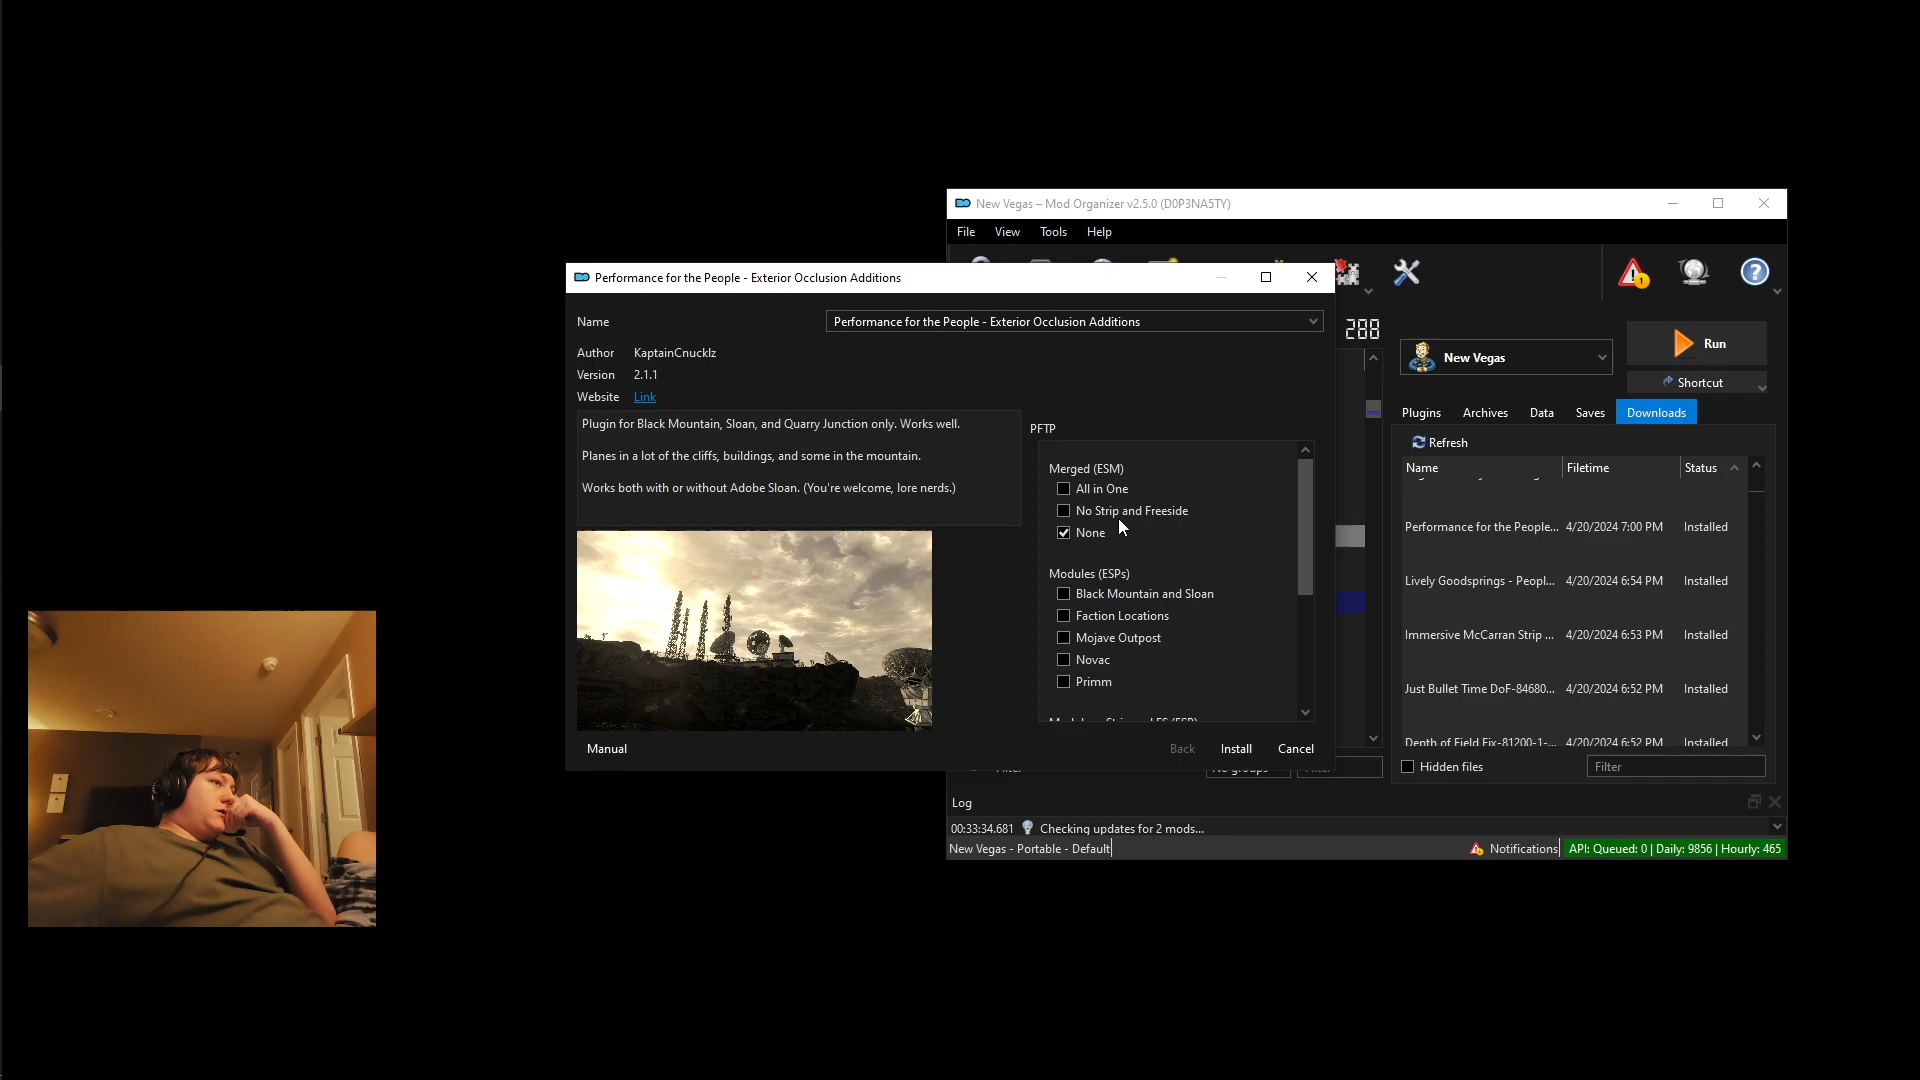 New Vegas – Mod Organizer v2.5.0 (D0P3NA5TY)
File View Tools Help
Performance for the People - Exterior Occlusion Additions
Name
Performance for the People - Exterior Occlusion Additions
Author KaptainCnucklz
Version 2.1.1
Website Link
Plugin for Black Mountain, Sloan, and Quarry Junction only. Works well.
Planes in a lot of the cliffs, buildings, and some in the mountain.
Works both with or without Adobe Sloan. (You're welcome, lore nerds.)
PFTP
Merged (ESM)
All in One
No Strip and Freeside
None
Modules (ESPs)
Black Mountain and Sloan
Faction Locations
Mojave Outpost
Novac
Primm
Manual
Back Install Cancel
288
New Vegas
Run
Shortcut
Plugins Archives Data Saves Downloads
Refresh
Name Filetime Status
Performance for the People... 4/20/2024 7:00 PM Installed
Lively Goodsprings - Peopl... 4/20/2024 6:54 PM Installed
Immersive McCarran Strip ... 4/20/2024 6:53 PM Installed
Just Bullet Time DoF-84680... 4/20/2024 6:52 PM Installed
Depth of Field Fix-81200-1-... 4/20/2024 6:52 PM Installed
Hidden files
Filter
Log
00:33:34.681 Checking updates for 2 mods...
New Vegas - Portable - Default
Notifications
API: Queued: 0 | Daily: 9856 | Hourly: 465